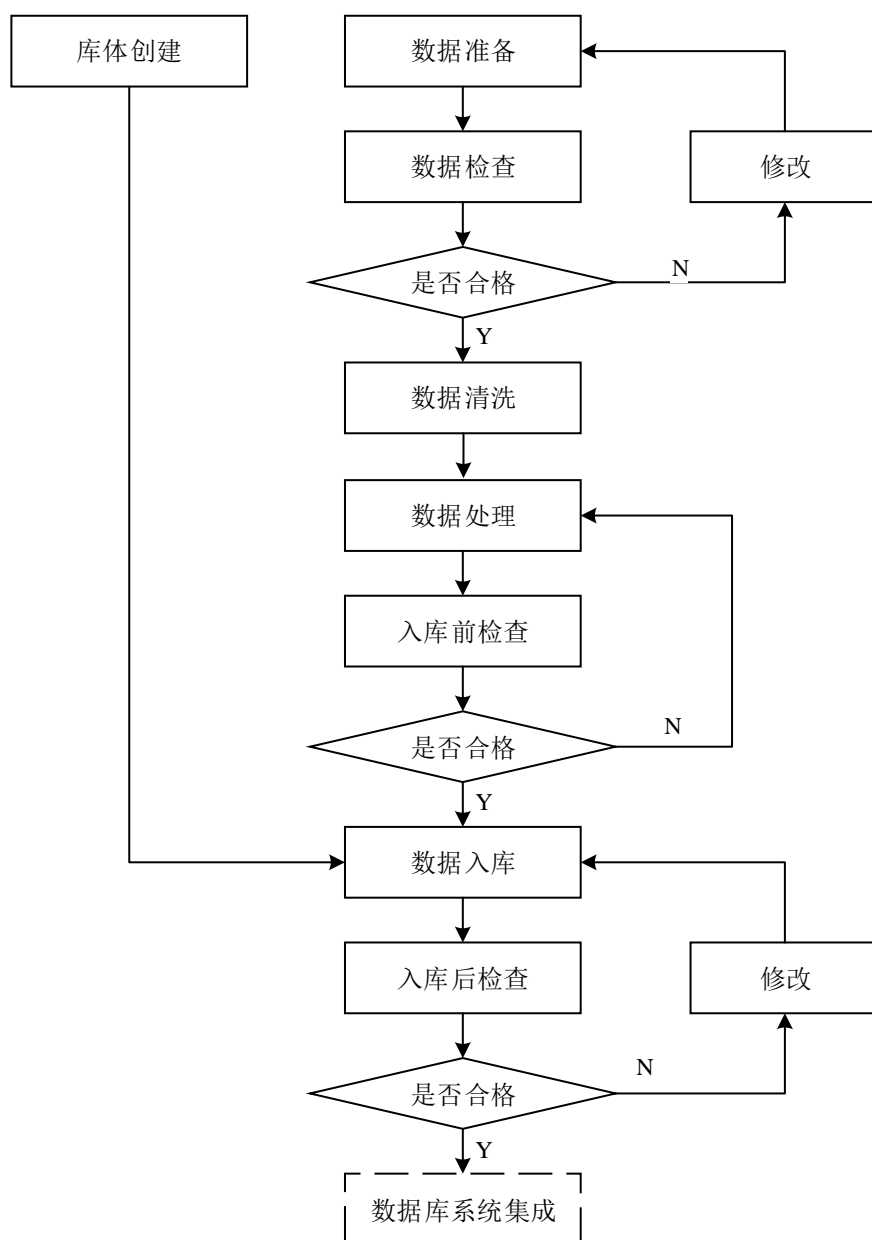 库体创建
数据准备
数据检查
修改
是否合格
N
Y
数据清洗
数据处理
入库前检查
是否合格
N
Y
数据入库
入库后检查
修改
是否合格
N
Y
数据库系统集成